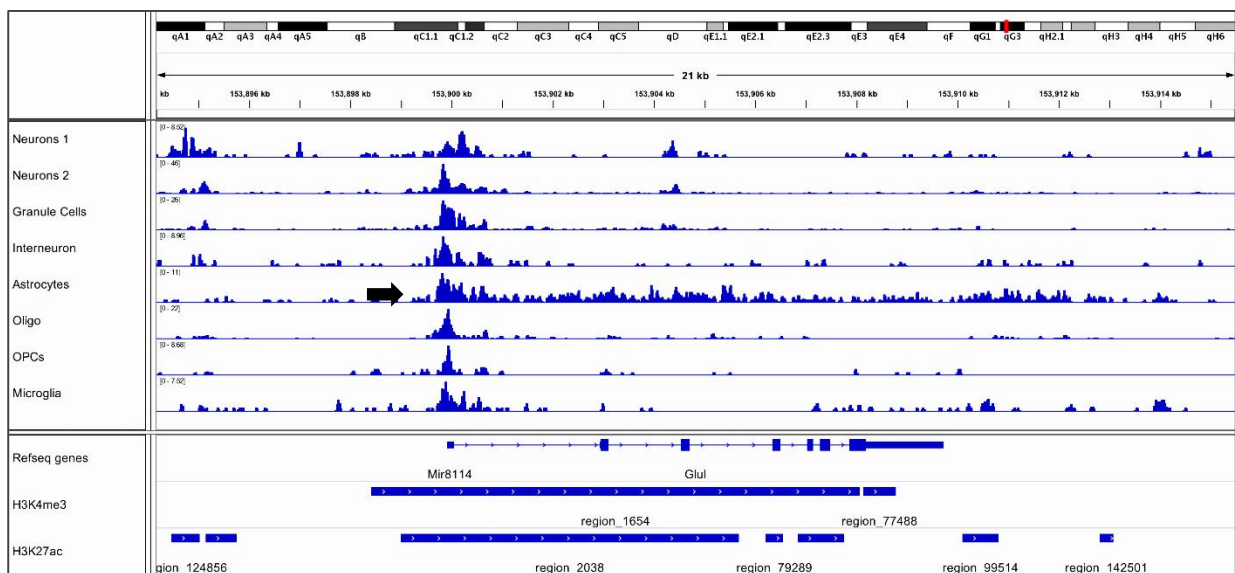 qA1 qA2 qA3 qA4 qA5 qB qC1.1 qC1.2 qC2 qC3 qC4 qC5 qD qE1.1 qE2.1 qE2.3 qE3 qE4 qF qG1 qG3 qH2.1 qH3 qH4 qH5 qH6
21 kb
kb 153,896 kb 153,898 kb 153,900 kb 153,902 kb 153,904 kb 153,906 kb 153,908 kb 153,910 kb 153,912 kb 153,914 kb
[0 - 8.52]
Neurons 1
[0 - 46]
Neurons 2
[0 - 26]
Granule Cells
[0 - 8.96]
Interneuron
[0 - 11]
Astrocytes
[0 - 22]
Oligo
[0 - 8.68]
OPCs
[0 - 7.52]
Microglia
Refseq genes
Mir8114 Glul
H3K4me3
region_1654 region_77488
H3K27ac
gion_124856 region_2038 region_79289 region_99514 region_142501